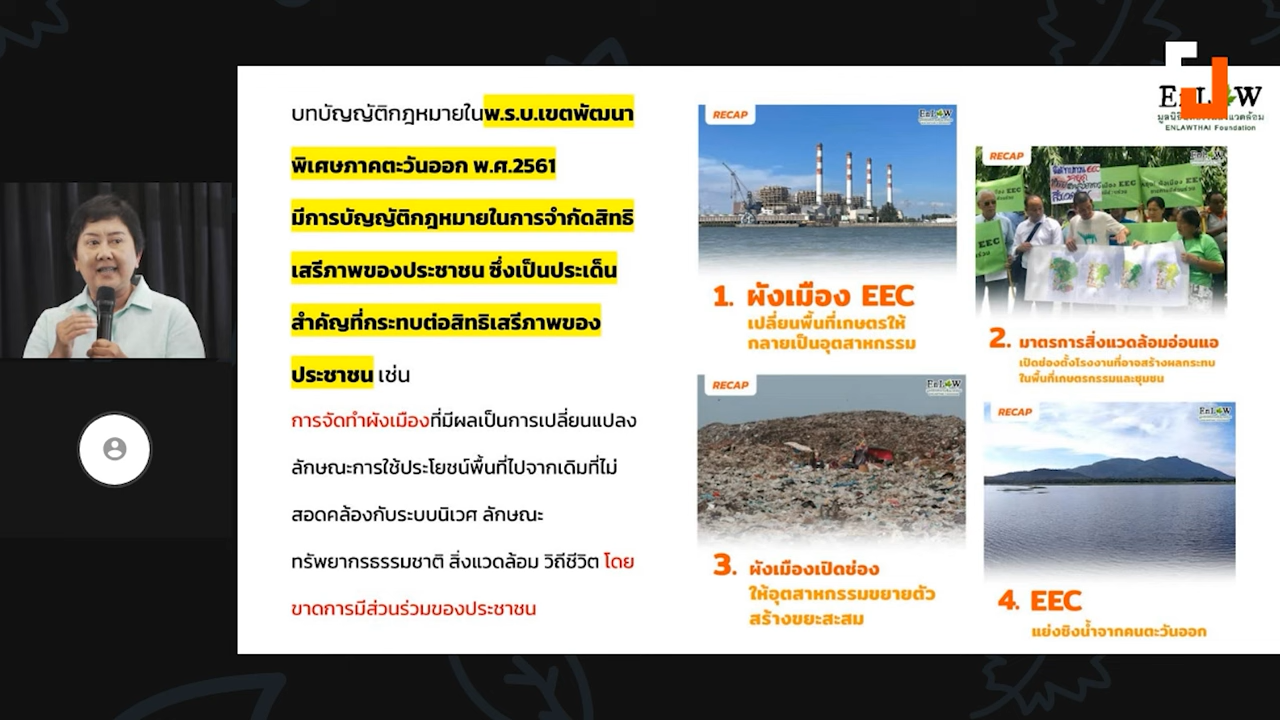 บทบัญญัติกฎหมายในพ.ร.บ.เขตพัฒนา
พิเศษภาคตะวันออก พ.ศ.2561
มีการบัญญัติกฎหมายในการจำกัดสิทธิ
เสรีภาพของประชาชน ซึ่งเป็นประเด็น
สำคัญที่กระทบต่อสิทธิเสรีภาพของ
ประชาชน เช่น
การจัดทำผังเมืองที่มีผลเป็นการเปลี่ยนแปลง
ลักษณะการใช้ประโยชน์พื้นที่ไปจากเดิมที่ไม่
สอดคล้องกับระบบนิเวศ ลักษณะ
ทรัพยากรธรรมชาติ สิ่งแวดล้อม วิถีชีวิต โดย
ขาดการมีส่วนร่วมของประชาชน
RECAP
EnLAW
1. ผังเมือง EEC
เปลี่ยนพื้นที่เกษตรให้
กลายเป็นอุตสาหกรรม
ENLAWTHAI Foundation
RECAP
EnLAW
EEC
EEC
EEC
2. มาตรการสิ่งแวดล้อมอ่อนแอ
เปิดช่องตั้งโรงงานที่อาจสร้างผลกระทบ
ในพื้นที่เกษตรกรรมและชุมชน
RECAP
EnLAW
3. ผังเมืองเปิดช่อง
ให้อุตสาหกรรมขยายตัว
สร้างขยะสะสม
RECAP
EnLAW
4. EEC
แย่งชิงน้ำจากคนตะวันออก